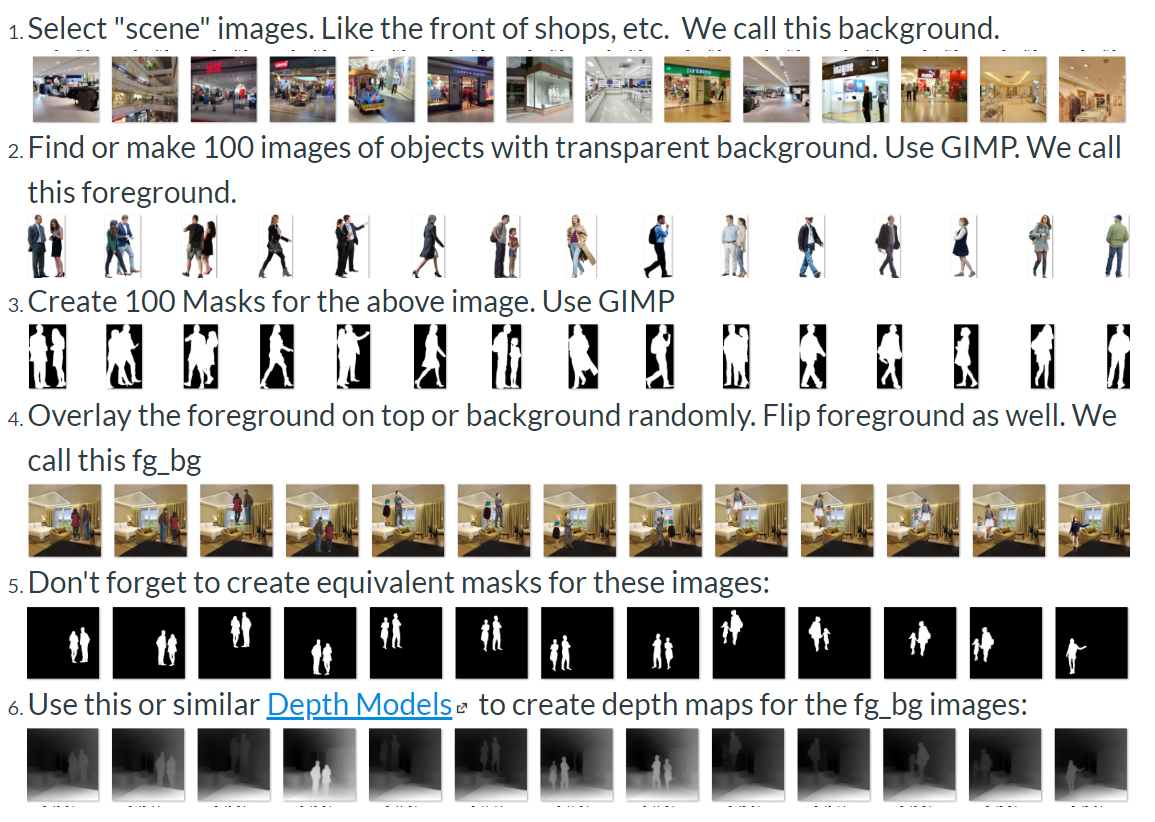 1. Select "scene" images. Like the front of shops, etc.  We call this background.
2. Find or make 100 images of objects with transparent background. Use GIMP. We call
this foreground.
3. Create 100 Masks for the above image. Use GIMP
4. Overlay the foreground on top or background randomly. Flip foreground as well. We
call this fg_bg
5. Don't forget to create equivalent masks for these images:
6. Use this or similar Depth Models to create depth maps for the fg_bg images: